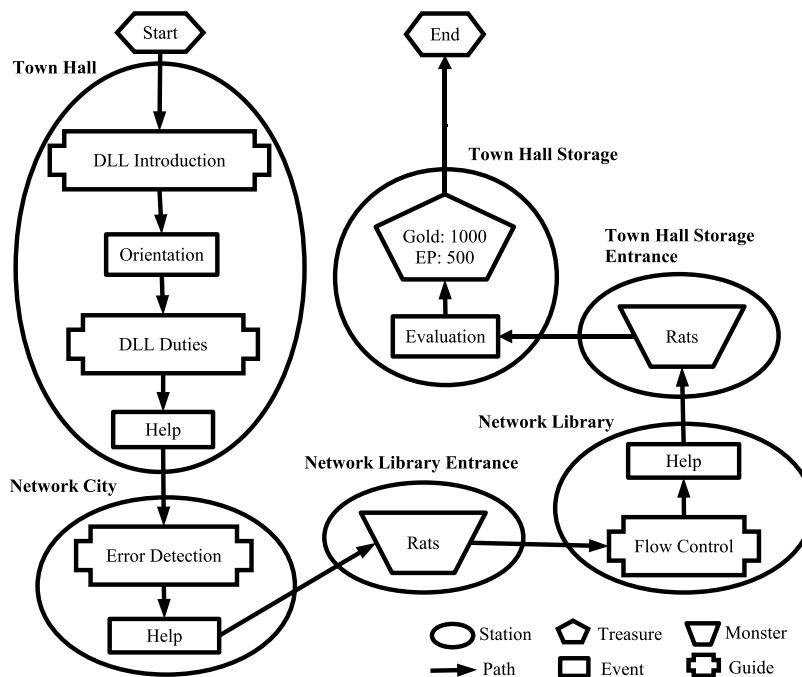 Start
Town Hall
DLL Introduction
Orientation
DLL Duties
Help
Network City
Error Detection
Help
Network Library Entrance
Rats
Network Library
Help
Flow Control
Town Hall Storage
Entrance
Rats
Town Hall Storage
Gold: 1000
EP: 500
Evaluation
End
Station
Treasure
Monster
Path
Event
Guide